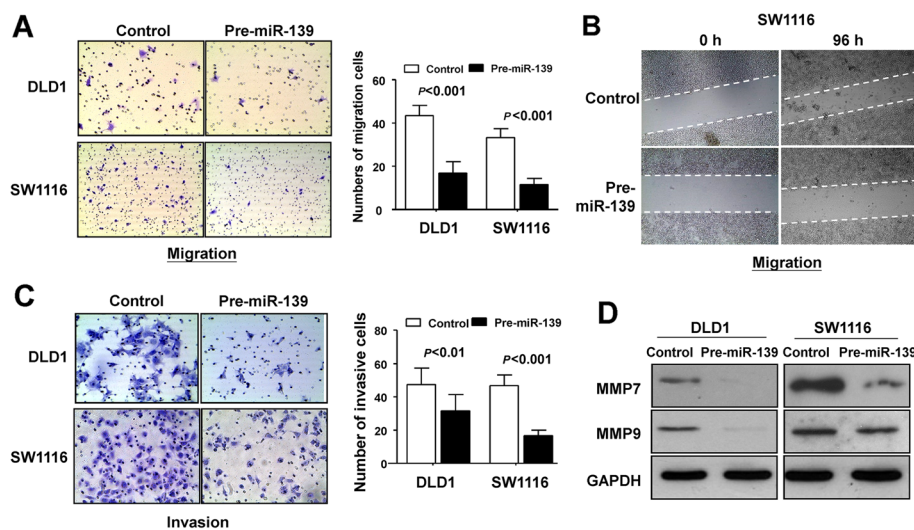 A
Control Pre-miR-139
DLD1
SW1116
Migration
Control Pre-miR-139
Numbers of migration cells
60
40
20
0
P<0.001
P<0.001
DLD1 SW1116
B
SW1116
0 h 96 h
Control
Pre-
miR-139
Migration
C
Control Pre-miR-139
DLD1
SW1116
Invasion
Control Pre-miR-139
Number of invasive cells
90
60
30
0
P<0.01
P<0.001
DLD1 SW1116
D
DLD1 SW1116
Control Pre-miR-139 Control Pre-miR-139
MMP7
MMP9
GAPDH